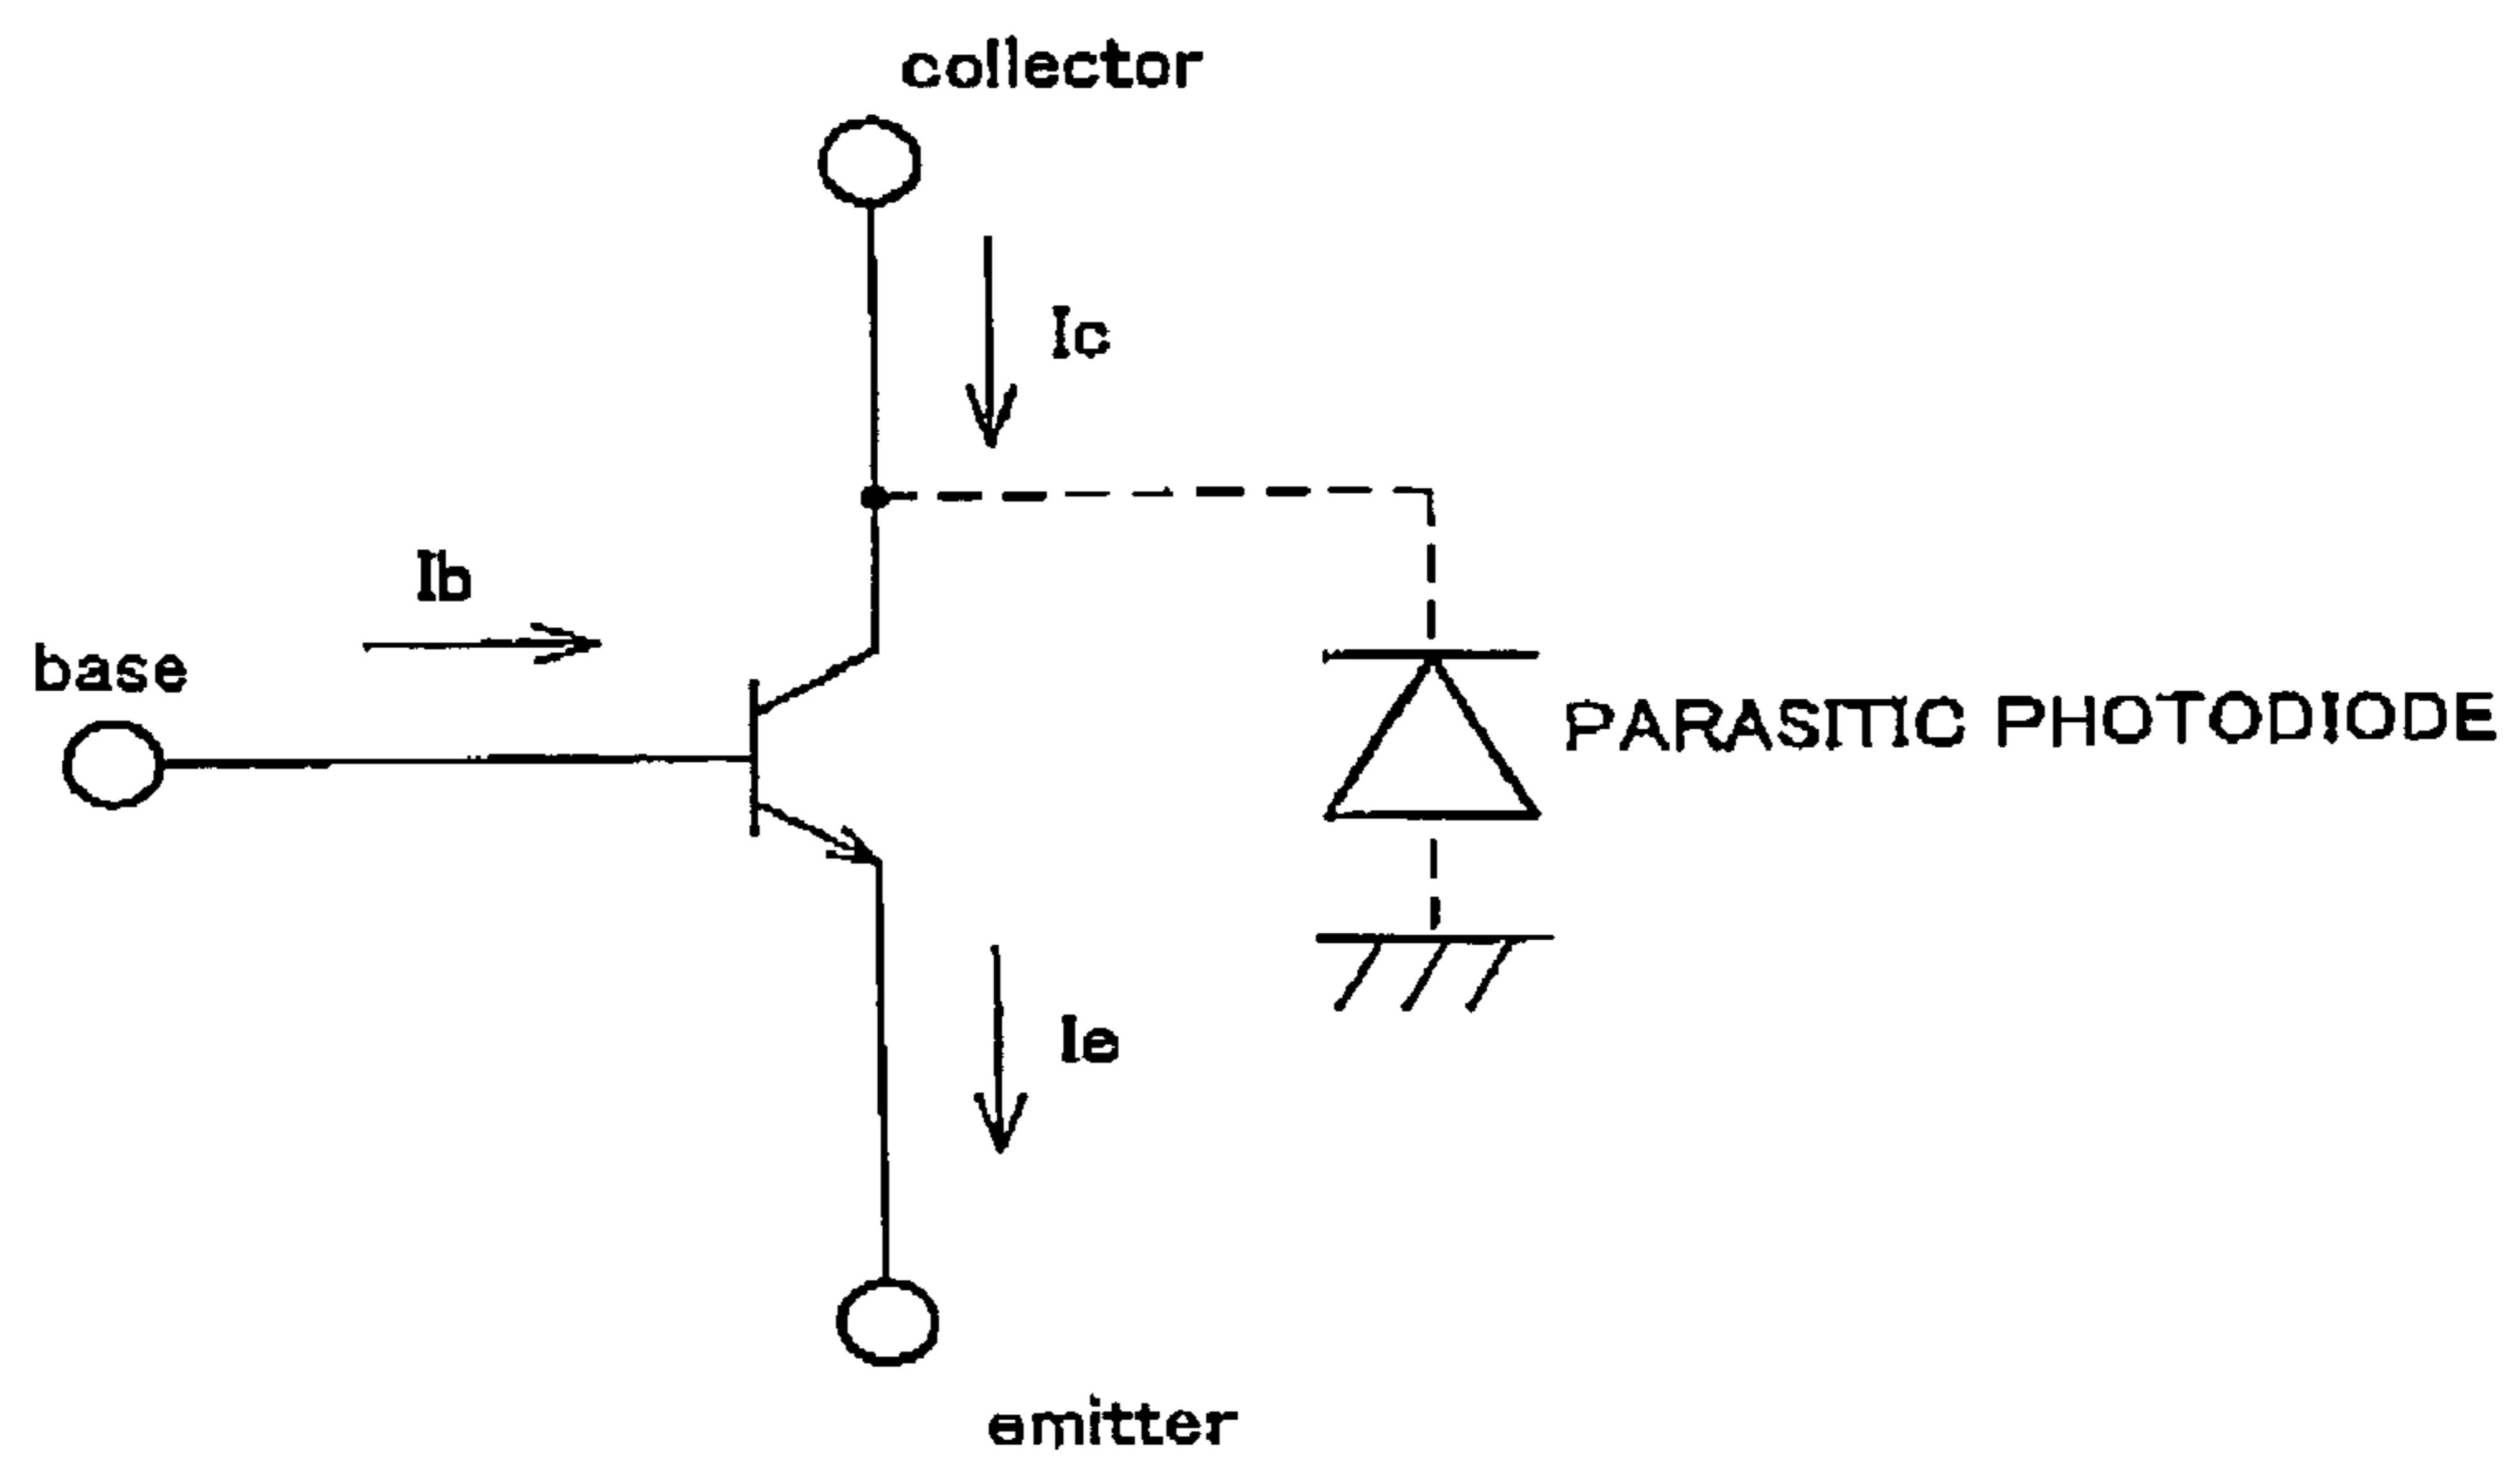 collector
Ic
Ib
base
PARASITIC PHOTODIODE
Ie
emitter